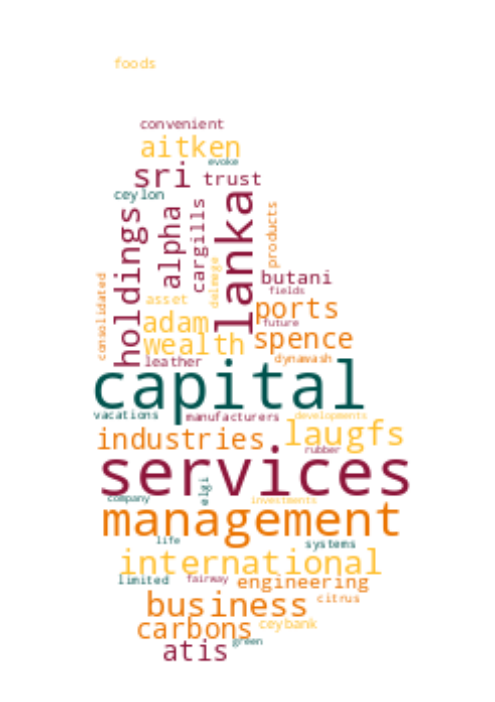 foods
convenient
aitken
evoke
sri trust
ceylon
holdings alpha cargills lanka products
delmege
consolidated
butani
fields
asset
ports
adam future
wealth spence
leather dynawash
capital
vacations manufacturers developments
industries laugfs
rubber
services
elgi
company investments
management
life systems
international
limited fairway engineering
business citrus
carbons ceybank
atis green